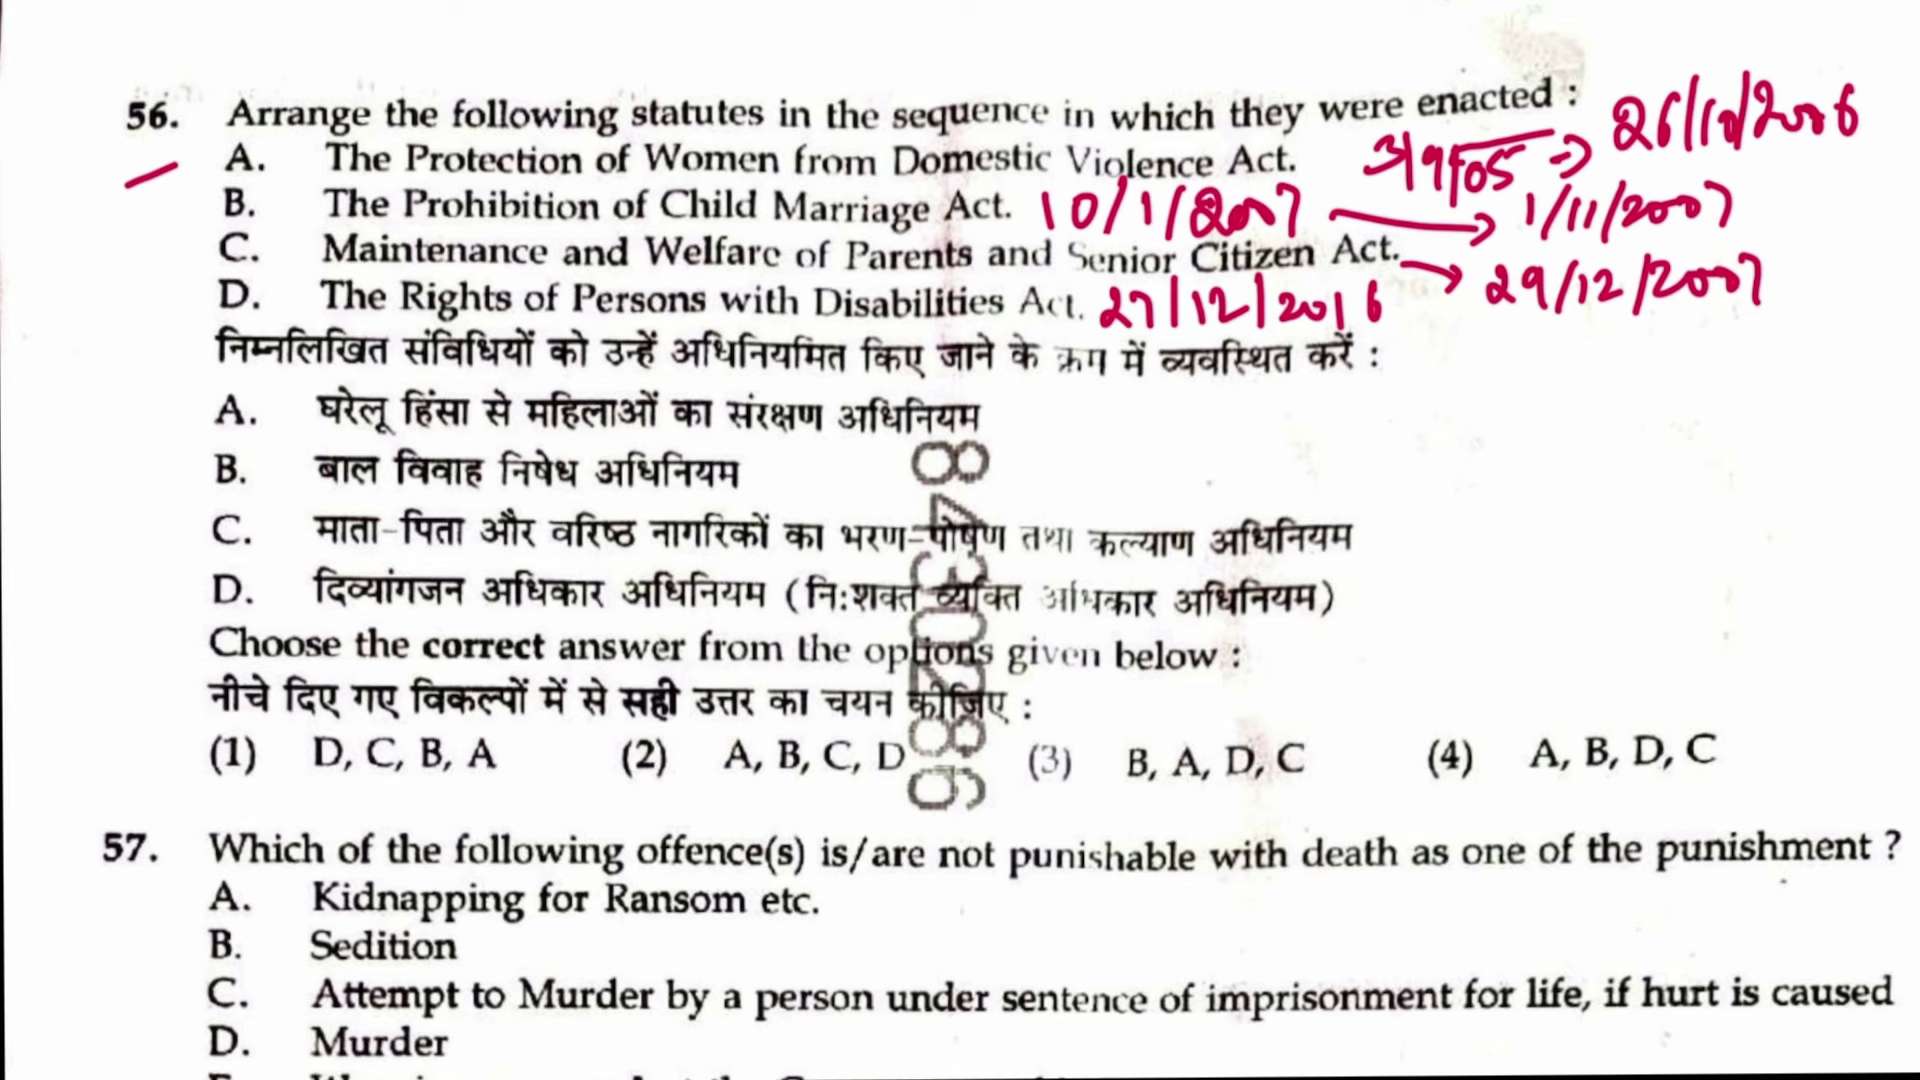 56. Arrange the following statutes in the sequence in which they were enacted :
26/10/2006
A. The Protection of Women from Domestic Violence Act.
B. The Prohibition of Child Marriage Act. 10/1/2007 1/11/2007
C. Maintenance and Welfare of Parents and Senior Citizen Act. 29/12/2007
D. The Rights of Persons with Disabilities Act. 27/12/2016
निम्नलिखित संविधियों को उन्हें अधिनियमित किए जाने के क्रम में व्यवस्थित करें :
A. घरेलू हिंसा से महिलाओं का संरक्षण अधिनियम
B. बाल विवाह निषेध अधिनियम
C. माता-पिता और वरिष्ठ नागरिकों का भरण-पोषण तथा कल्याण अधिनियम
D. दिव्यांगजन अधिकार अधिनियम (नि:शक्त व्यक्ति अधिकार अधिनियम)
Choose the correct answer from the options given below :
नीचे दिए गए विकल्पों में से सही उत्तर का चयन कीजिए :
(1) D, C, B, A (2) A, B, C, D (3) B, A, D, C (4) A, B, D, C
57. Which of the following offence(s) is/are not punishable with death as one of the punishment ?
A. Kidnapping for Ransom etc.
B. Sedition
C. Attempt to Murder by a person under sentence of imprisonment for life, if hurt is caused
D. Murder